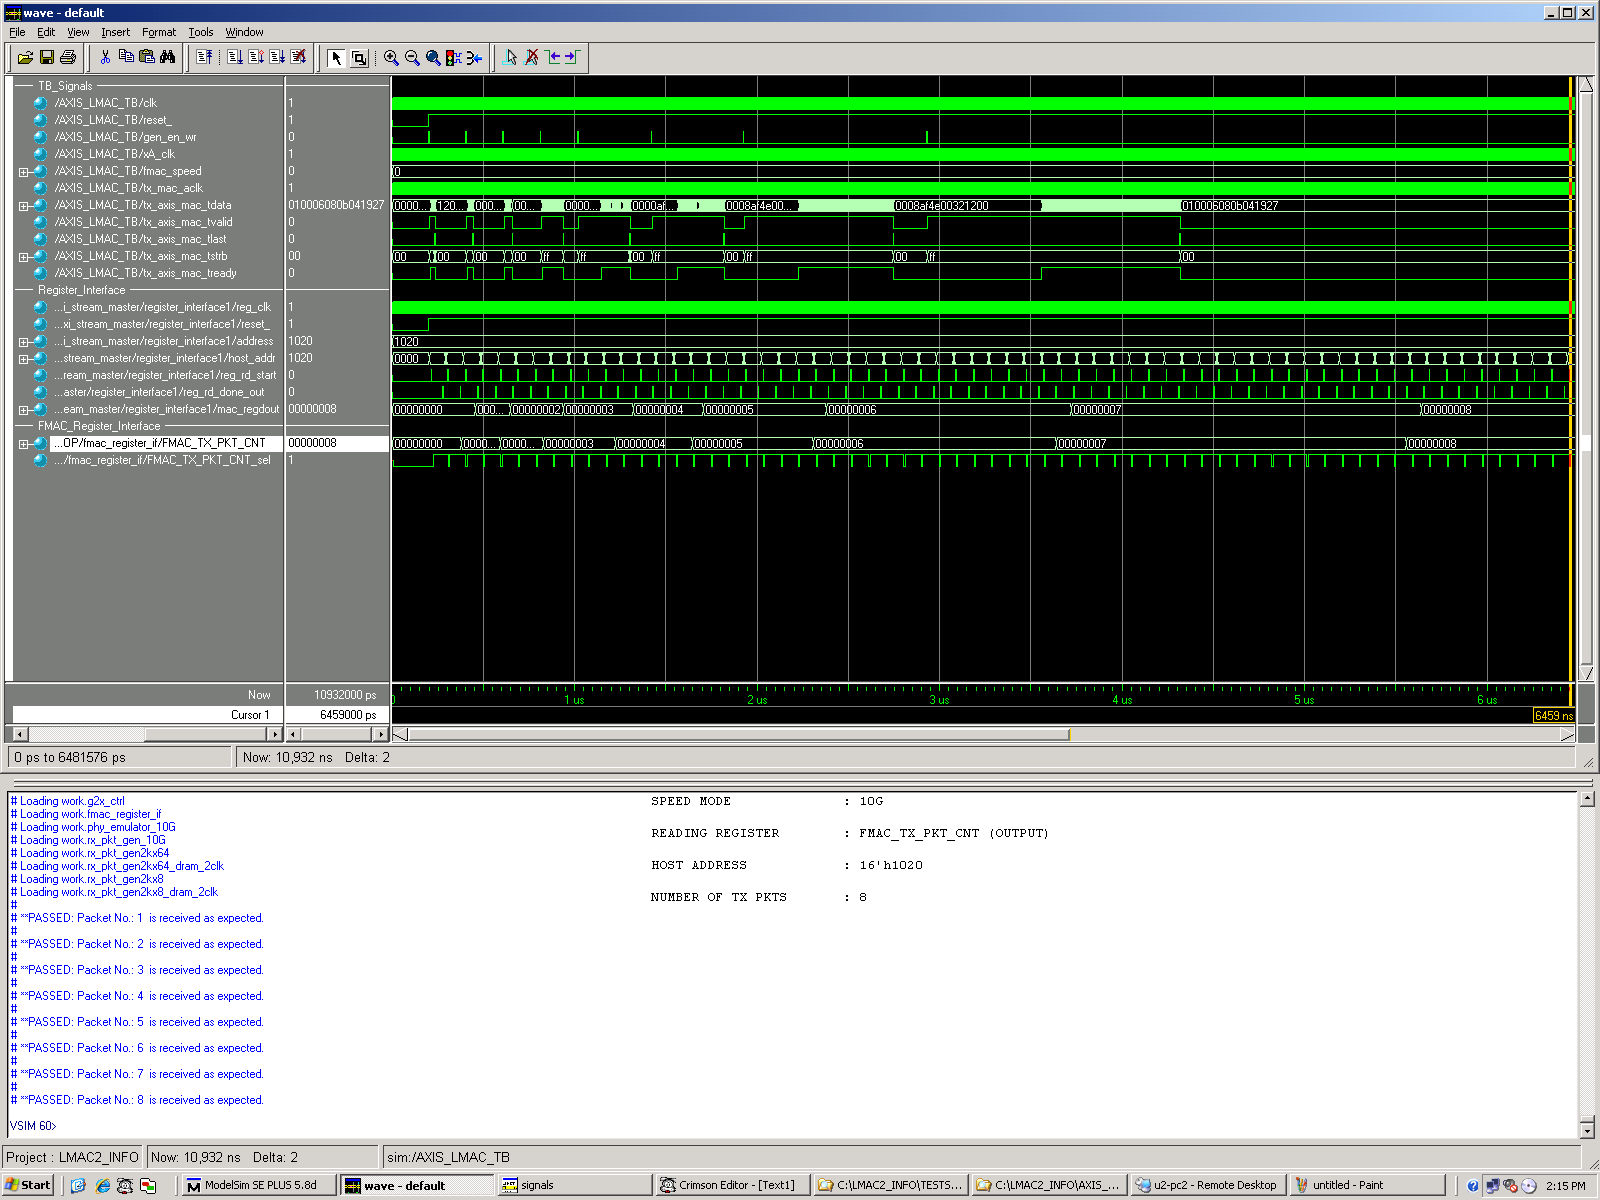 wave - default
File Edit View Insert Format Tools Window
TB_Signals
/AXIS_LMAC_TB/clk 1
/AXIS_LMAC_TB/reset_ 1
/AXIS_LMAC_TB/gen_en_wr 0
/AXIS_LMAC_TB/xA_clk 1
/AXIS_LMAC_TB/fmac_speed 0 0
/AXIS_LMAC_TB/tx_mac_aclk 1
/AXIS_LMAC_TB/tx_axis_mac_tdata 010006080b041927 0000... 120... 000... 00... 0000... 0000af... 0008af4e00... 0008af4e00321200 010006080b041927
/AXIS_LMAC_TB/tx_axis_mac_tvalid 0
/AXIS_LMAC_TB/tx_axis_mac_tlast 0
/AXIS_LMAC_TB/tx_axis_mac_tstrb 00 00 00 00 00 ff ff 00 ff 00 ff 00 ff 00
/AXIS_LMAC_TB/tx_axis_mac_tready 0
Register_Interface
...i_stream_master/register_interface1/reg_clk 1
...xi_stream_master/register_interface1/reset_ 1
...i_stream_master/register_interface1/address 1020 1020
...stream_master/register_interface1/host_addr 1020 0000
...ream_master/register_interface1/reg_rd_start 0
...aster/register_interface1/reg_rd_done_out 0
...eam_master/register_interface1/mac_regdout 00000008 00000000 000... 00000002 00000003 00000004 00000005 00000006 00000007 00000008
FMAC_Register_Interface
...OP/fmac_register_if/FMAC_TX_PKT_CNT 00000008 00000000 0000... 0000... 00000003 00000004 00000005 00000006 00000007 00000008
.../fmac_register_if/FMAC_TX_PKT_CNT_sel 1
Now 10932000 ps 0 1 us 2 us 3 us 4 us 5 us 6 us
Cursor 1 6459000 ps 6459 ns
0 ps to 6481576 ps Now: 10,932 ns Delta: 2
# Loading work.g2x_ctrl
# Loading work.fmac_register_if
# Loading work.phy_emulator_10G
# Loading work.rx_pkt_gen_10G
# Loading work.rx_pkt_gen2kx64
# Loading work.rx_pkt_gen2kx64_dram_2clk
# Loading work.rx_pkt_gen2kx8
# Loading work.rx_pkt_gen2kx8_dram_2clk
#
# **PASSED: Packet No.: 1 is received as expected.
#
# **PASSED: Packet No.: 2 is received as expected.
#
# **PASSED: Packet No.: 3 is received as expected.
#
# **PASSED: Packet No.: 4 is received as expected.
#
# **PASSED: Packet No.: 5 is received as expected.
#
# **PASSED: Packet No.: 6 is received as expected.
#
# **PASSED: Packet No.: 7 is received as expected.
#
# **PASSED: Packet No.: 8 is received as expected.
VSIM 60>
SPEED MODE : 10G
READING REGISTER : FMAC_TX_PKT_CNT (OUTPUT)
HOST ADDRESS : 16'h1020
NUMBER OF TX PKTS : 8
Project : LMAC2_INFO Now: 10,932 ns Delta: 2 sim:/AXIS_LMAC_TB
Start ModelSim SE PLUS 5.8d wave - default signals Crimson Editor - [Text1] C:\LMAC2_INFO\TESTS... C:\LMAC2_INFO\AXIS_... u2-pc2 - Remote Desktop untitled - Paint 2:15 PM